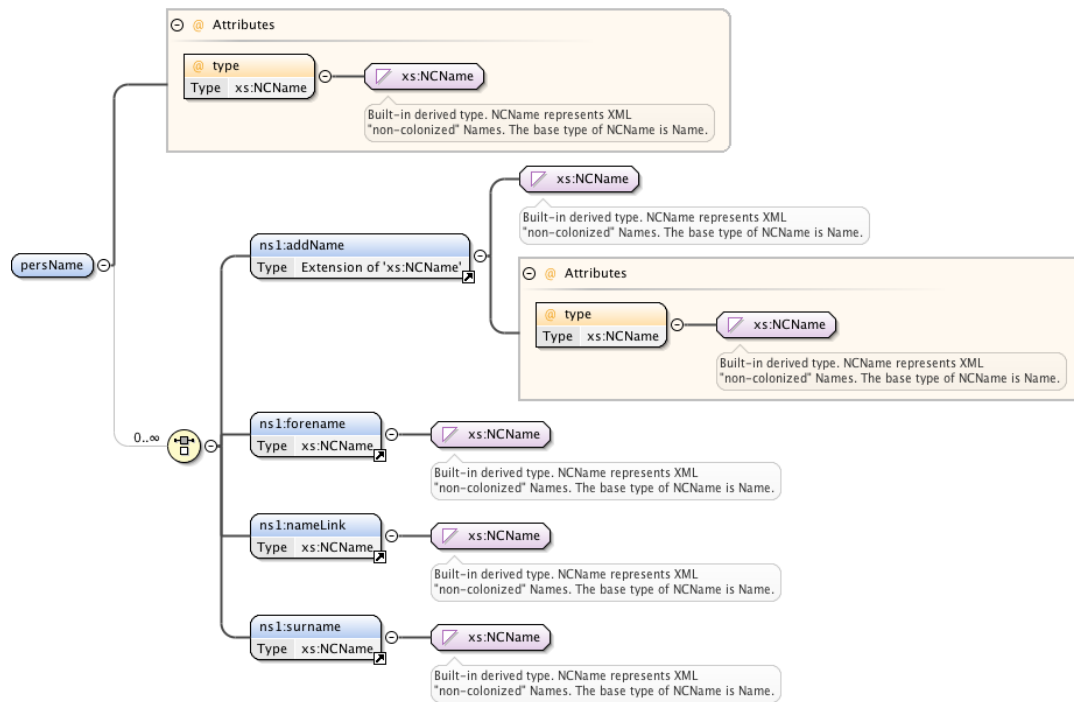 @ Attributes
@ type
Type xs:NCName
xs:NCName
Built-in derived type. NCName represents XML
"non-colonized" Names. The base type of NCName is Name.
persName
ns1:addName
Type Extension of 'xs:NCName'
xs:NCName
Built-in derived type. NCName represents XML
"non-colonized" Names. The base type of NCName is Name.
@ Attributes
@ type
Type xs:NCName
xs:NCName
Built-in derived type. NCName represents XML
"non-colonized" Names. The base type of NCName is Name.
0..∞
ns1:forename
Type xs:NCName
xs:NCName
Built-in derived type. NCName represents XML
"non-colonized" Names. The base type of NCName is Name.
ns1:nameLink
Type xs:NCName
xs:NCName
Built-in derived type. NCName represents XML
"non-colonized" Names. The base type of NCName is Name.
ns1:surname
Type xs:NCName
xs:NCName
Built-in derived type. NCName represents XML
"non-colonized" Names. The base type of NCName is Name.